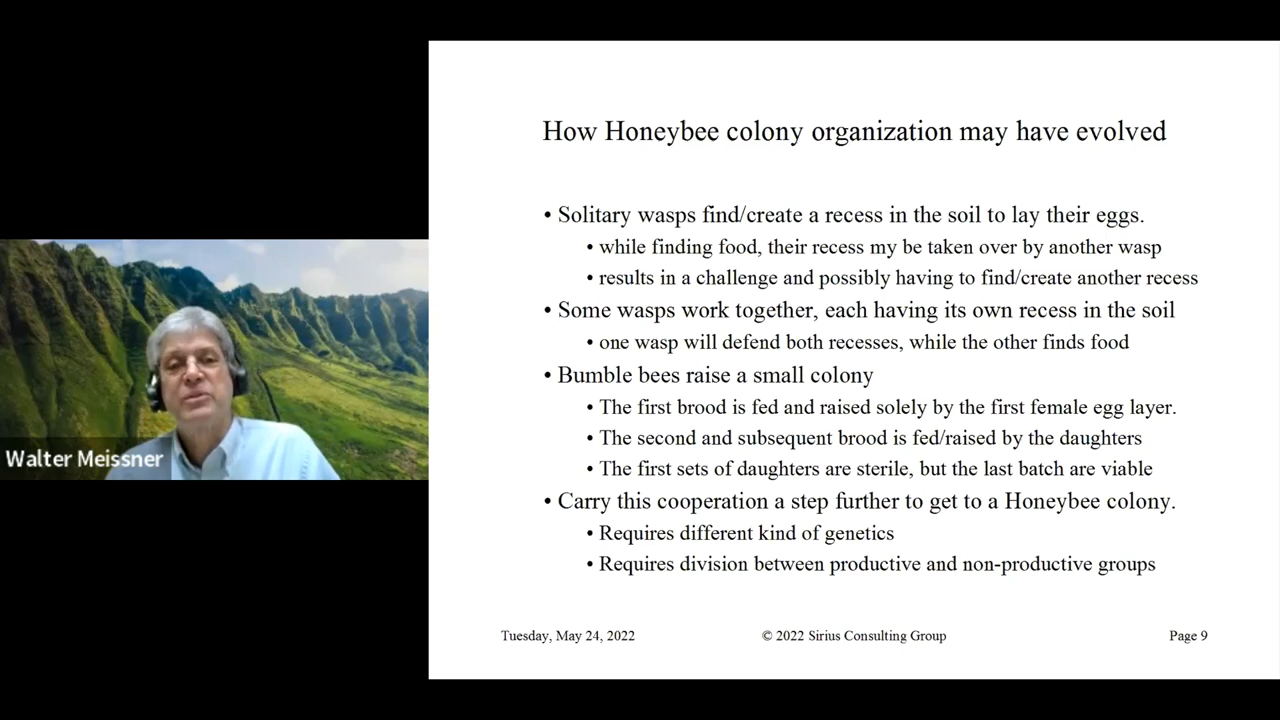 How Honeybee colony organization may have evolved
• Solitary wasps find/create a recess in the soil to lay their eggs.
• while finding food, their recess my be taken over by another wasp
• results in a challenge and possibly having to find/create another recess
• Some wasps work together, each having its own recess in the soil
• one wasp will defend both recesses, while the other finds food
• Bumble bees raise a small colony
• The first brood is fed and raised solely by the first female egg layer.
• The second and subsequent brood is fed/raised by the daughters
• The first sets of daughters are sterile, but the last batch are viable
• Carry this cooperation a step further to get to a Honeybee colony.
• Requires different kind of genetics
• Requires division between productive and non-productive groups
Tuesday, May 24, 2022 © 2022 Sirius Consulting Group Page 9
Walter Meissner